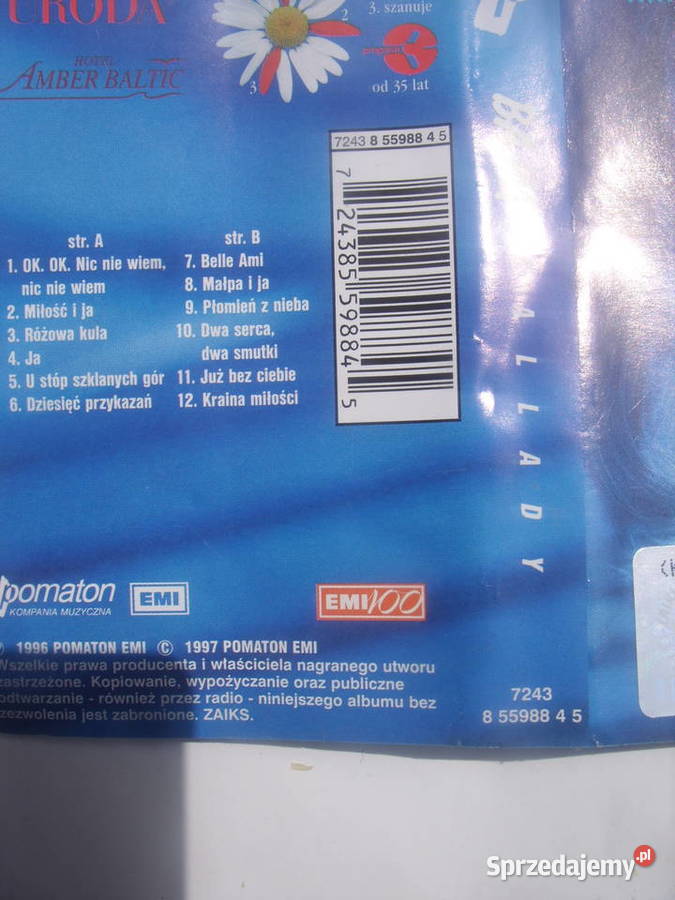 URODA
HOTEL
AMBER BALTIC
2
3
3. szanuje
od 35 lat
7243 8 55988 4 5
7 24385 59884 5
str. A
1. OK. OK. Nic nie wiem,
nic nie wiem
2. Miłość i ja
3. Różowa kula
4. Ja
5. U stóp szklanych gór
6. Dziesięć przykazań
str. B
7. Belle Ami
8. Małpa i ja
9. Płomień z nieba
10. Dwa serca,
dwa smutki
11. Już bez ciebie
12. Kraina miłości
pomaton
KOMPANIA MUZYCZNA
EMI
EMI100
1996 POMATON EMI © 1997 POMATON EMI
Wszelkie prawa producenta i właściciela nagranego utworu
zastrzeżone. Kopiowanie, wypożyczanie oraz publiczne
odtwarzanie - również przez radio - niniejszego albumu bez
zezwolenia jest zabronione. ZAIKS.
BALLADY
7243
8 55988 4 5
Sprzedajemy.pl